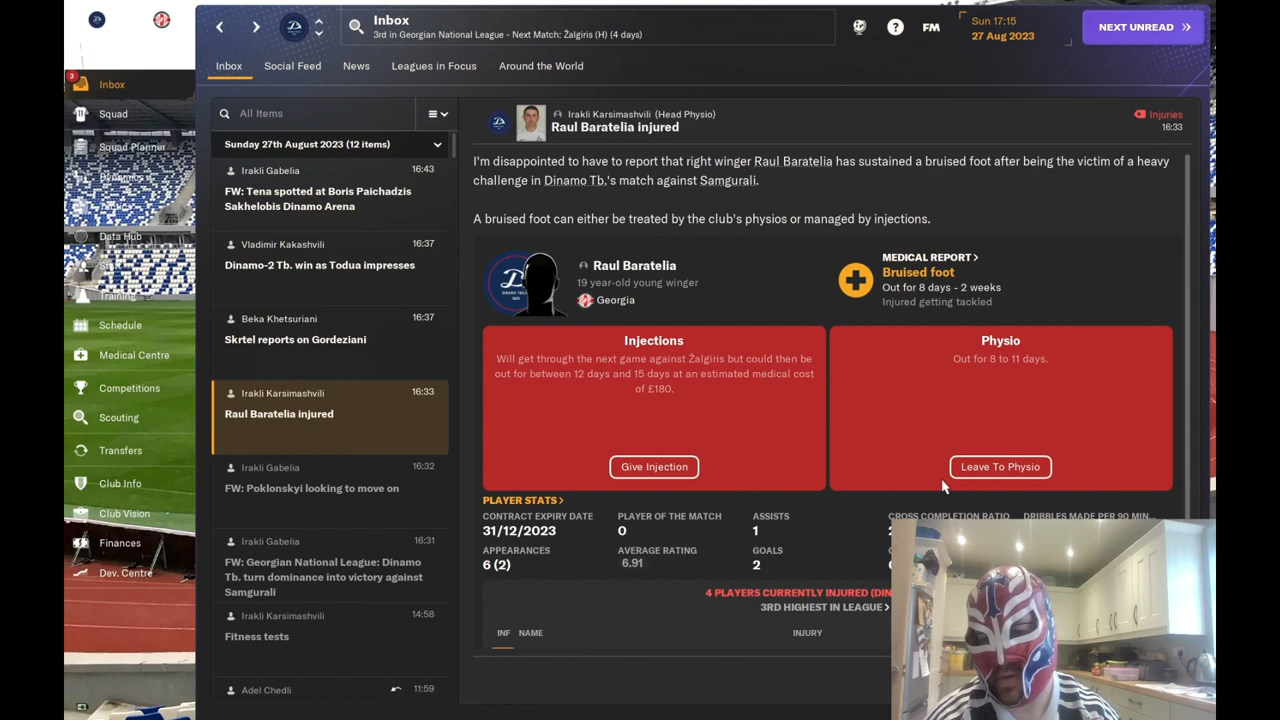 Inbox
3rd in Georgian National League - Next Match: Žalgiris (H) (4 days)
?
FM
Sun 17:15
27 Aug 2023
NEXT UNREAD
Inbox
Social Feed
News
Leagues in Focus
Around the World
3
Inbox
Squad
Squad Planner
Data Hub
Training
Schedule
Medical Centre
Competitions
Scouting
Transfers
Club Info
Club Vision
Finances
Dev. Centre
All Items
Sunday 27th August 2023 (12 items)
Irakli Gabelia 16:43
FW: Tena spotted at Boris Paichadzis
Sakhelobis Dinamo Arena
Vladimir Kakashvili 16:37
Dinamo-2 Tb. win as Todua impresses
Beka Khetsuriani 16:37
Skrtel reports on Gordeziani
Irakli Karsimashvili 16:33
Raul Baratelia injured
Irakli Gabelia 16:32
FW: Poklonskyi looking to move on
Irakli Gabelia 16:31
FW: Georgian National League: Dinamo
Tb. turn dominance into victory against
Samgurali
Irakli Karsimashvili 14:58
Fitness tests
Adel Chedli 11:59
Irakli Karsimashvili (Head Physio)
Raul Baratelia injured
Injuries
16:33
I'm disappointed to have to report that right winger Raul Baratelia has sustained a bruised foot after being the victim of a heavy
challenge in Dinamo Tb.'s match against Samgurali.
A bruised foot can either be treated by the club's physios or managed by injections.
Raul Baratelia
19 year-old young winger
Georgia
MEDICAL REPORT >
Bruised foot
Out for 8 days - 2 weeks
Injured getting tackled
Injections
Will get through the next game against Žalgiris but could then be
out for between 12 days and 15 days at an estimated medical cost
of £180.
Give Injection
Physio
Out for 8 to 11 days.
Leave To Physio
PLAYER STATS >
CONTRACT EXPIRY DATE
31/12/2023
PLAYER OF THE MATCH
0
ASSISTS
1
CROSS COMPLETION RATIO
DRIBBLES MADE PER 90 MIN...
APPEARANCES
6 (2)
AVERAGE RATING
6.91
GOALS
2
4 PLAYERS CURRENTLY INJURED
3RD HIGHEST IN LEAGUE >
INF NAME
INJURY